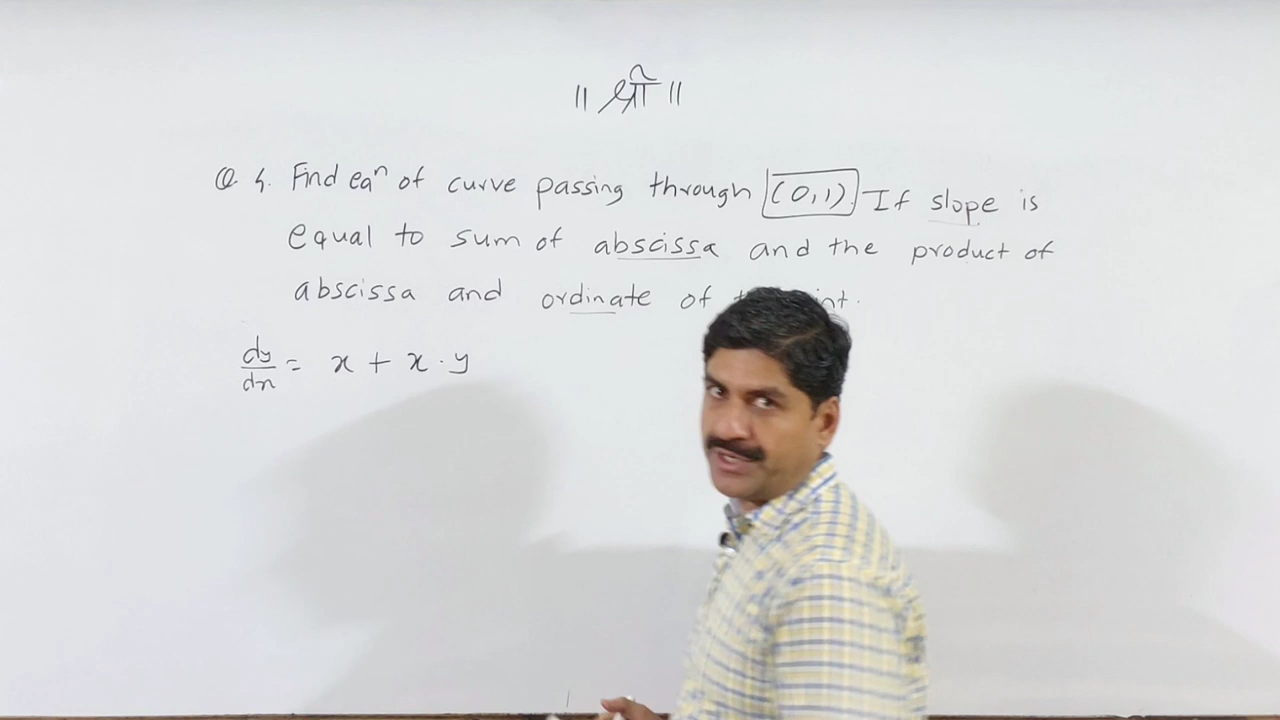 ॥ श्री ॥
Q 4. Find eqⁿ of curve passing through (0,1). If slope is
equal to sum of abscissa and the product of
abscissa and ordinate of
dy/dx = x + x · y